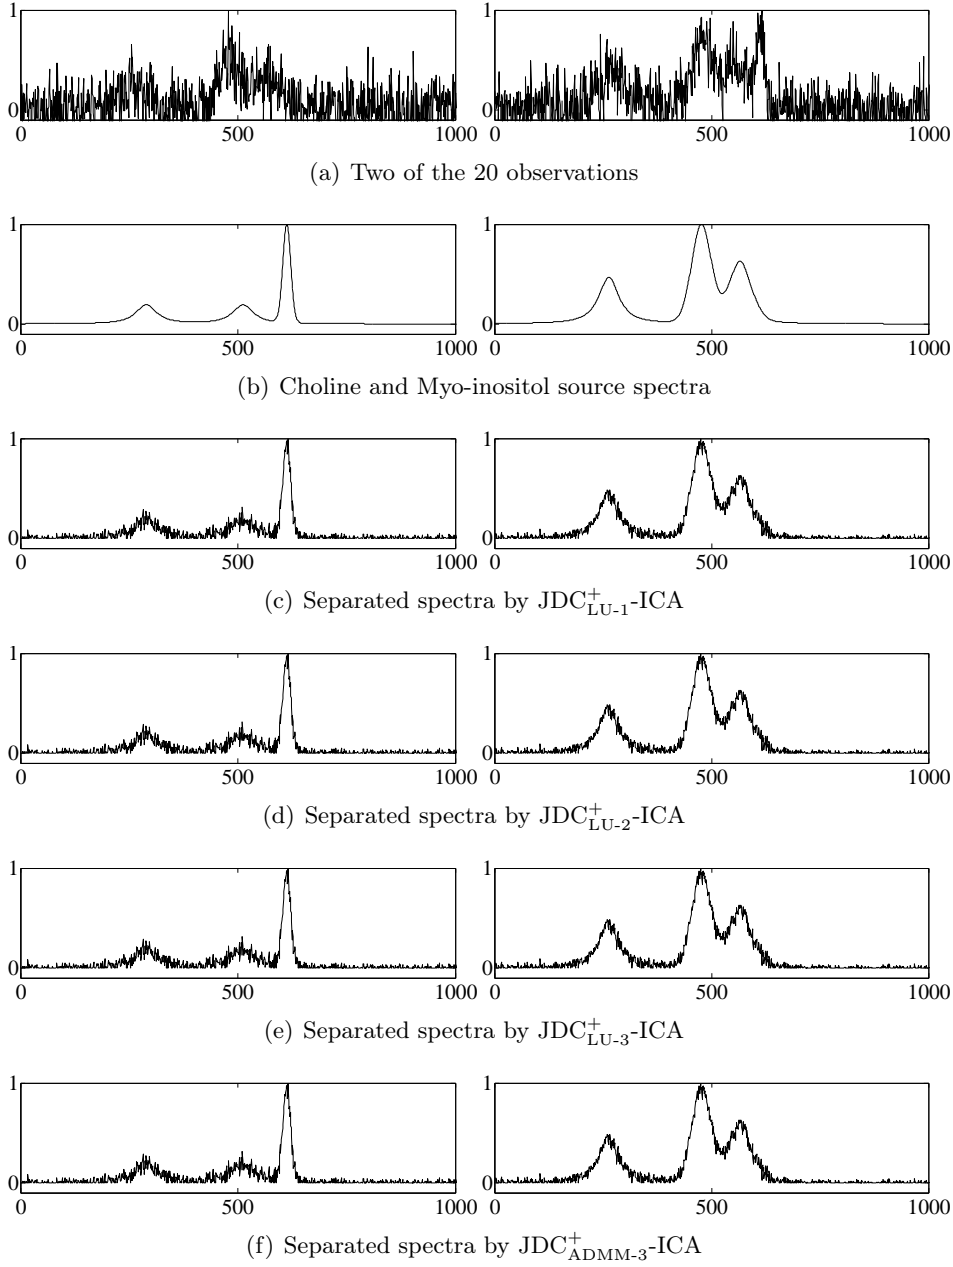 1 1
0 0
0 500 1000 0 500 1000
(a) Two of the 20 observations
1 1
0 0
0 500 1000 0 500 1000
(b) Choline and Myo-inositol source spectra
1 1
0 0
0 500 1000 0 500 1000
(c) Separated spectra by JDC⁺_LU-1-ICA
1 1
0 0
0 500 1000 0 500 1000
(d) Separated spectra by JDC⁺_LU-2-ICA
1 1
0 0
0 500 1000 0 500 1000
(e) Separated spectra by JDC⁺_LU-3-ICA
1 1
0 0
0 500 1000 0 500 1000
(f) Separated spectra by JDC⁺_ADMM-3-ICA